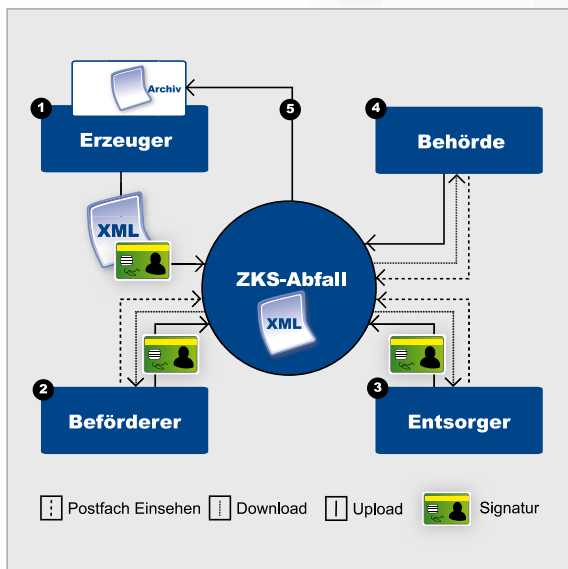 Archiv
1
Erzeuger
5
4
Behörde
XML
ZKS-Abfall
XML
2
Beförderer
3
Entsorger
Postfach Einsehen
Download
Upload
Signatur